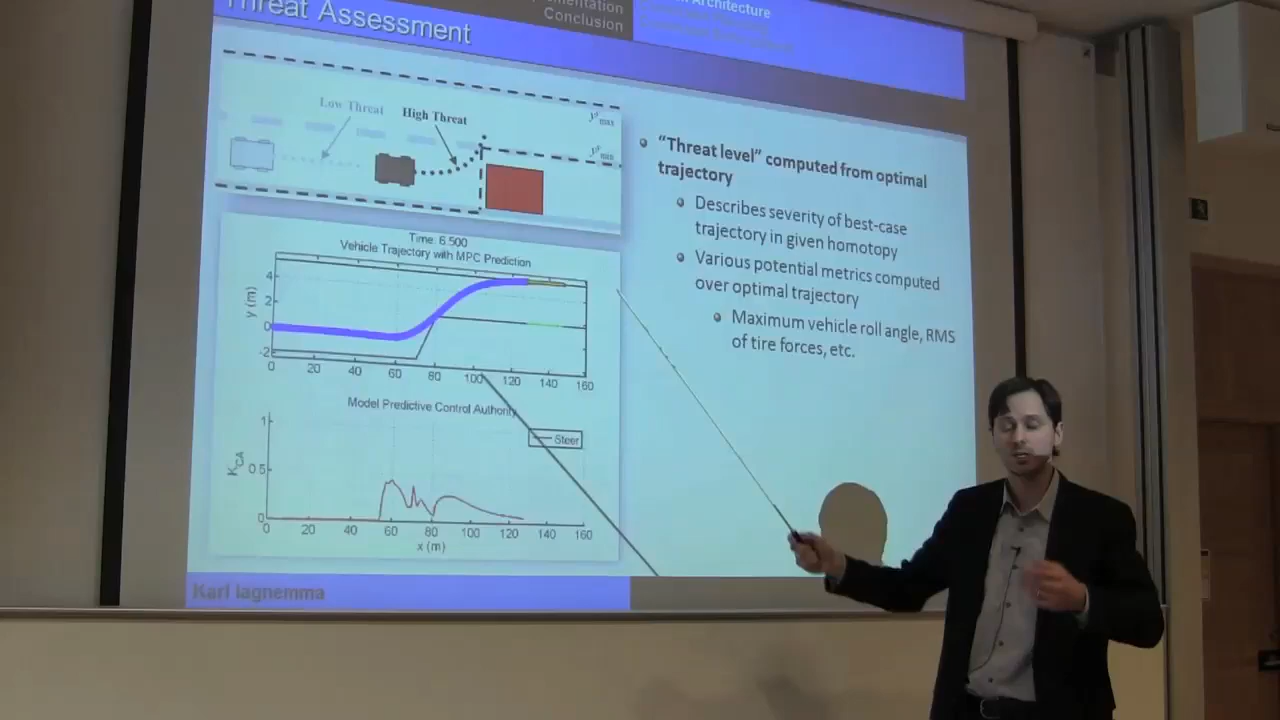 Threat Assessment
Conclusion
Architecture
Low Threat
High Threat
y^p max
y^p min
Time: 6.500
Vehicle Trajectory with MPC Prediction
y (m)
4
2
0
-2
0 20 40 60 80 100 120 140 160
Model Predictive Control Authority
Steer
K_CA
1
0.5
0
0 20 40 60 80 100 120 140 160
x (m)
"Threat level" computed from optimal
trajectory
Describes severity of best-case
trajectory in given homotopy
Various potential metrics computed
over optimal trajectory
Maximum vehicle roll angle, RMS
of tire forces, etc.
Karl Iagnemma